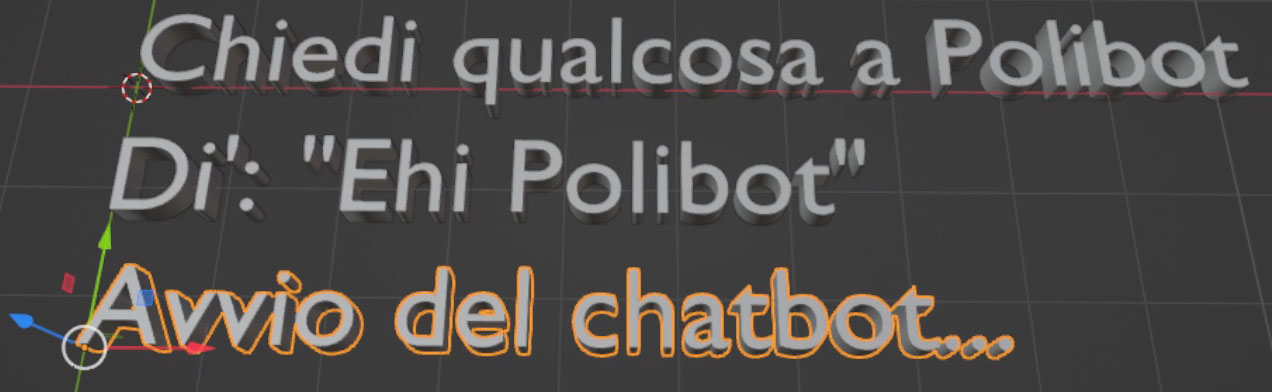 Chiedi qualcosa a Polibot
Di': "Ehi Polibot"
Avvio del chatbot...